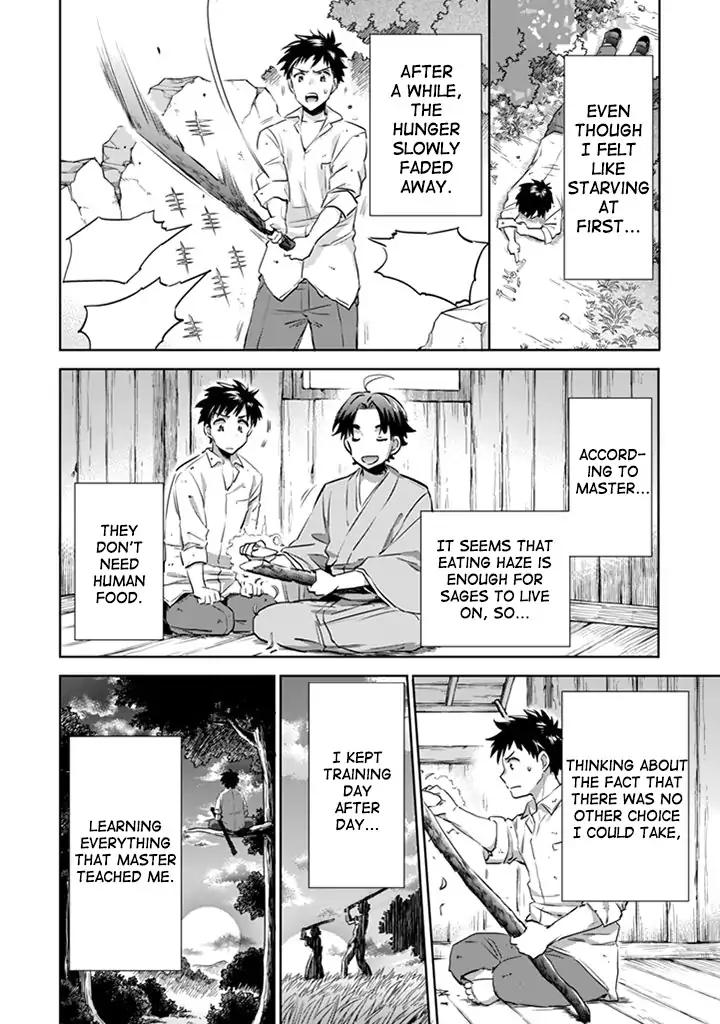 EVEN
THOUGH
I FELT
LIKE
STARVING
AT
FIRST...
AFTER
A WHILE,
THE
HUNGER
SLOWLY
FADED
AWAY.
ACCORD-
ING TO
MASTER...
IT SEEMS THAT
EATING HAZE IS
ENOUGH FOR
SAGES TO LIVE
ON, SO...
THEY
DON'T
NEED
HUMAN
FOOD.
THINKING ABOUT
THE FACT THAT
THERE WAS NO
OTHER CHOICE
I COULD TAKE,
I KEPT
TRAINING
DAY
AFTER
DAY...
LEARNING
EVERYTHING
THAT MASTER
TAUGHT ME.